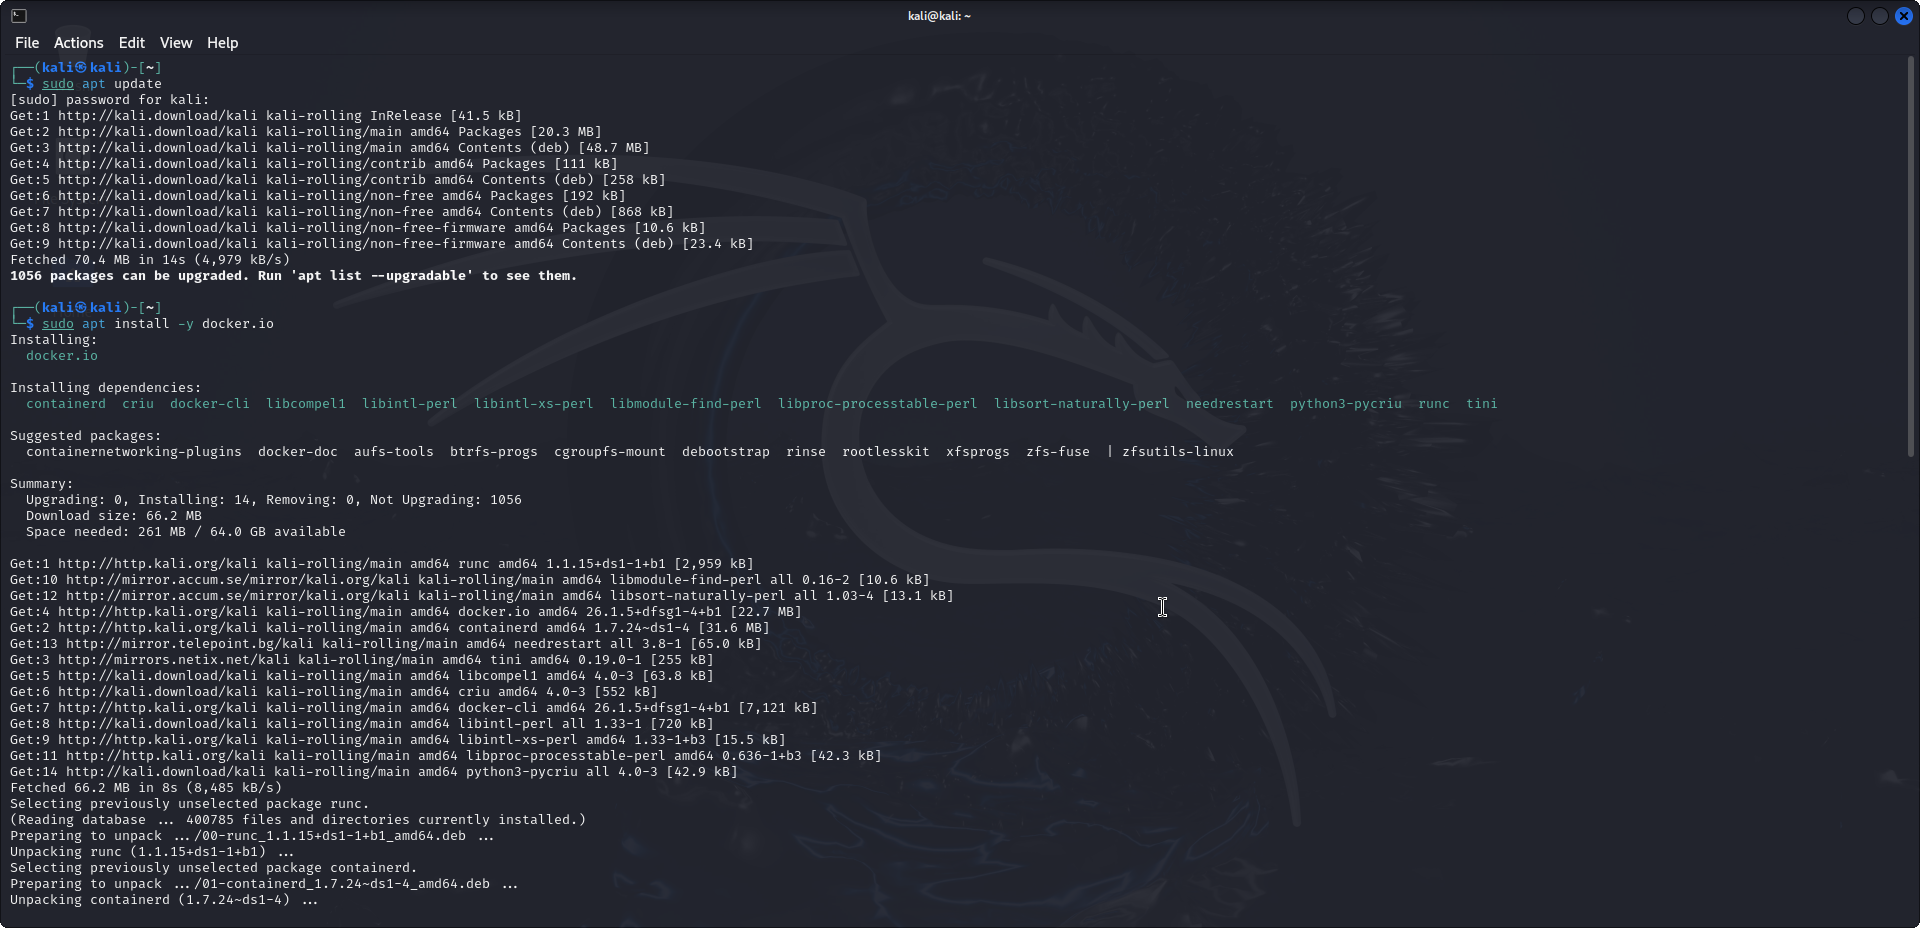 kali@kali: ~
File Actions Edit View Help
┌──(kali㉿kali)-[~]
└─$ sudo apt update
[sudo] password for kali:
Get:1 http://kali.download/kali kali-rolling InRelease [41.5 kB]
Get:2 http://kali.download/kali kali-rolling/main amd64 Packages [20.3 MB]
Get:3 http://kali.download/kali kali-rolling/main amd64 Contents (deb) [48.7 MB]
Get:4 http://kali.download/kali kali-rolling/contrib amd64 Packages [111 kB]
Get:5 http://kali.download/kali kali-rolling/contrib amd64 Contents (deb) [258 kB]
Get:6 http://kali.download/kali kali-rolling/non-free amd64 Packages [192 kB]
Get:7 http://kali.download/kali kali-rolling/non-free amd64 Contents (deb) [868 kB]
Get:8 http://kali.download/kali kali-rolling/non-free-firmware amd64 Packages [10.6 kB]
Get:9 http://kali.download/kali kali-rolling/non-free-firmware amd64 Contents (deb) [23.4 kB]
Fetched 70.4 MB in 14s (4,979 kB/s)
1056 packages can be upgraded. Run 'apt list --upgradable' to see them.
┌──(kali㉿kali)-[~]
└─$ sudo apt install -y docker.io
Installing:
docker.io
Installing dependencies:
containerd criu docker-cli libcompel1 libintl-perl libintl-xs-perl libmodule-find-perl libproc-processtable-perl libsort-naturally-perl needrestart python3-pycriu runc tini
Suggested packages:
containernetworking-plugins docker-doc aufs-tools btrfs-progs cgroupfs-mount debootstrap rinse rootlesskit xfsprogs zfs-fuse | zfsutils-linux
Summary:
Upgrading: 0, Installing: 14, Removing: 0, Not Upgrading: 1056
Download size: 66.2 MB
Space needed: 261 MB / 64.0 GB available
Get:1 http://http.kali.org/kali kali-rolling/main amd64 runc amd64 1.1.15+ds1-1+b1 [2,959 kB]
Get:10 http://mirror.accum.se/mirror/kali.org/kali kali-rolling/main amd64 libmodule-find-perl all 0.16-2 [10.6 kB]
Get:12 http://mirror.accum.se/mirror/kali.org/kali kali-rolling/main amd64 libsort-naturally-perl all 1.03-4 [13.1 kB]
Get:4 http://http.kali.org/kali kali-rolling/main amd64 docker.io amd64 26.1.5+dfsg1-4+b1 [22.7 MB]
Get:2 http://http.kali.org/kali kali-rolling/main amd64 containerd amd64 1.7.24~ds1-4 [31.6 MB]
Get:13 http://mirror.telepoint.bg/kali kali-rolling/main amd64 needrestart all 3.8-1 [65.0 kB]
Get:3 http://mirrors.netix.net/kali kali-rolling/main amd64 tini amd64 0.19.0-1 [255 kB]
Get:5 http://kali.download/kali kali-rolling/main amd64 libcompel1 amd64 4.0-3 [63.8 kB]
Get:6 http://kali.download/kali kali-rolling/main amd64 criu amd64 4.0-3 [552 kB]
Get:7 http://http.kali.org/kali kali-rolling/main amd64 docker-cli amd64 26.1.5+dfsg1-4+b1 [7,121 kB]
Get:8 http://kali.download/kali kali-rolling/main amd64 libintl-perl all 1.33-1 [720 kB]
Get:9 http://http.kali.org/kali kali-rolling/main amd64 libintl-xs-perl amd64 1.33-1+b3 [15.5 kB]
Get:11 http://http.kali.org/kali kali-rolling/main amd64 libproc-processtable-perl amd64 0.636-1+b3 [42.3 kB]
Get:14 http://kali.download/kali kali-rolling/main amd64 python3-pycriu all 4.0-3 [42.9 kB]
Fetched 66.2 MB in 8s (8,485 kB/s)
Selecting previously unselected package runc.
(Reading database ... 400785 files and directories currently installed.)
Preparing to unpack .../00-runc_1.1.15+ds1-1+b1_amd64.deb ...
Unpacking runc (1.1.15+ds1-1+b1) ...
Selecting previously unselected package containerd.
Preparing to unpack .../01-containerd_1.7.24~ds1-4_amd64.deb ...
Unpacking containerd (1.7.24~ds1-4) ...